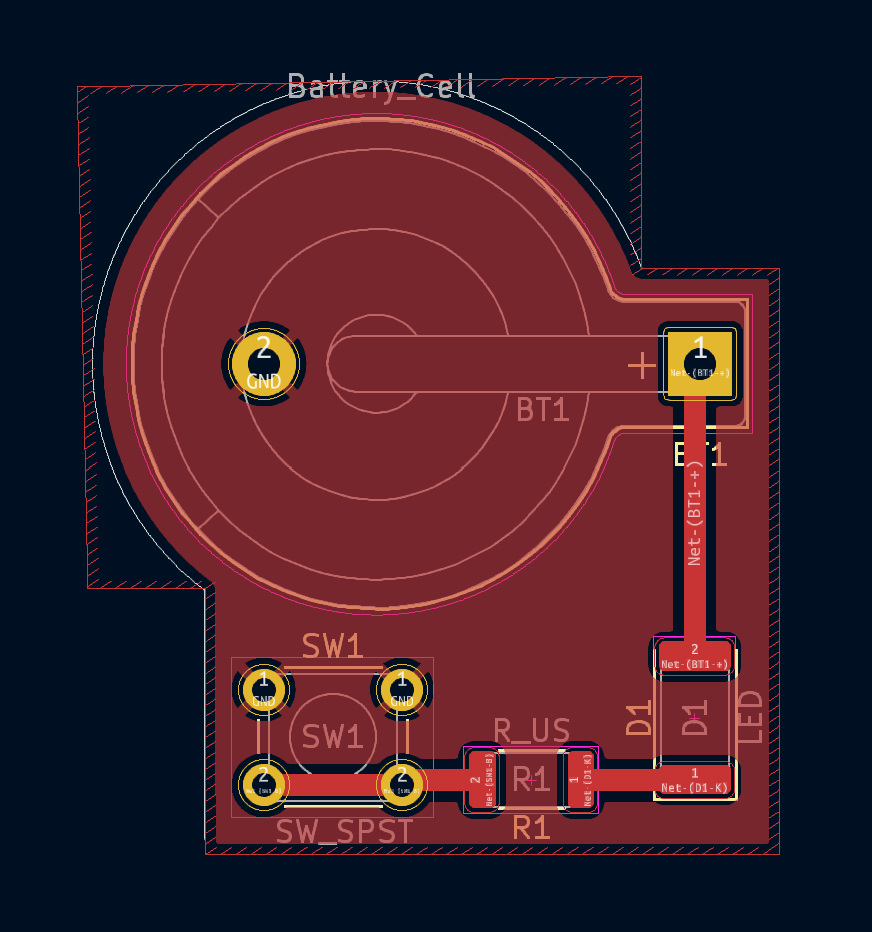 Battery_Cell
2
GND
+
1
Net-(BT1-+)
BT1
BT1
Net-(BT1-+)
SW1
2
Net-(BT1-+)
1
GND
1
GND
SW1
D1
D1
LED
R_US
2
Net-(SW1-B)
R1
1
Net-(D1-K)
1
Net-(D1-K)
2
Net-(SW1-B)
2
Net-(SW1-B)
SW_SPST
R1